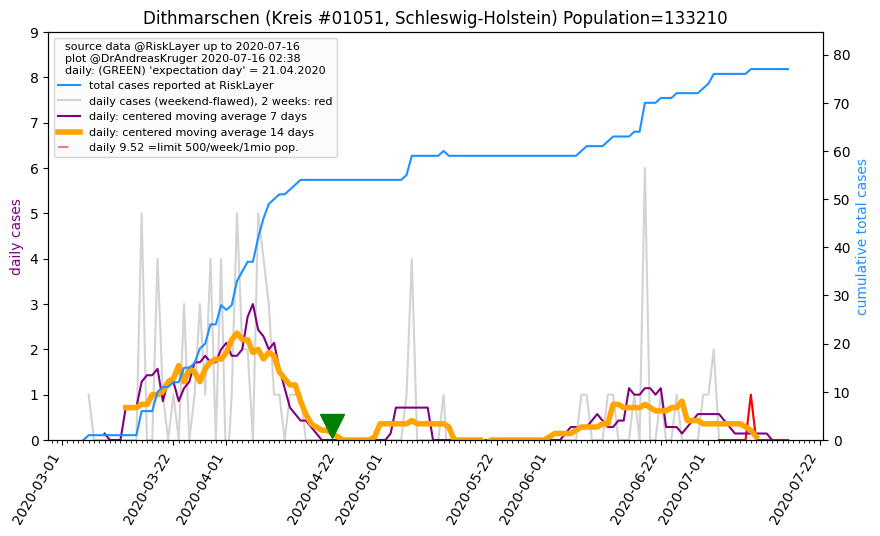 Dithmarschen (Kreis #01051, Schleswig-Holstein) Population=133210
source data @RiskLayer up to 2020-07-16
plot @DrAndreasKruger 2020-07-16 02:38
daily: (GREEN) 'expectation day' = 21.04.2020
total cases reported at RiskLayer
daily cases (weekend-flawed), 2 weeks: red
daily: centered moving average 7 days
daily: centered moving average 14 days
daily 9.52 =limit 500/week/1mio pop.
daily cases
9
8
7
6
5
4
3
2
1
0
cumulative total cases
80
70
60
50
40
30
20
10
0
2020-03-01
2020-03-22
2020-04-01
2020-04-22
2020-05-01
2020-05-22
2020-06-01
2020-06-22
2020-07-01
2020-07-22